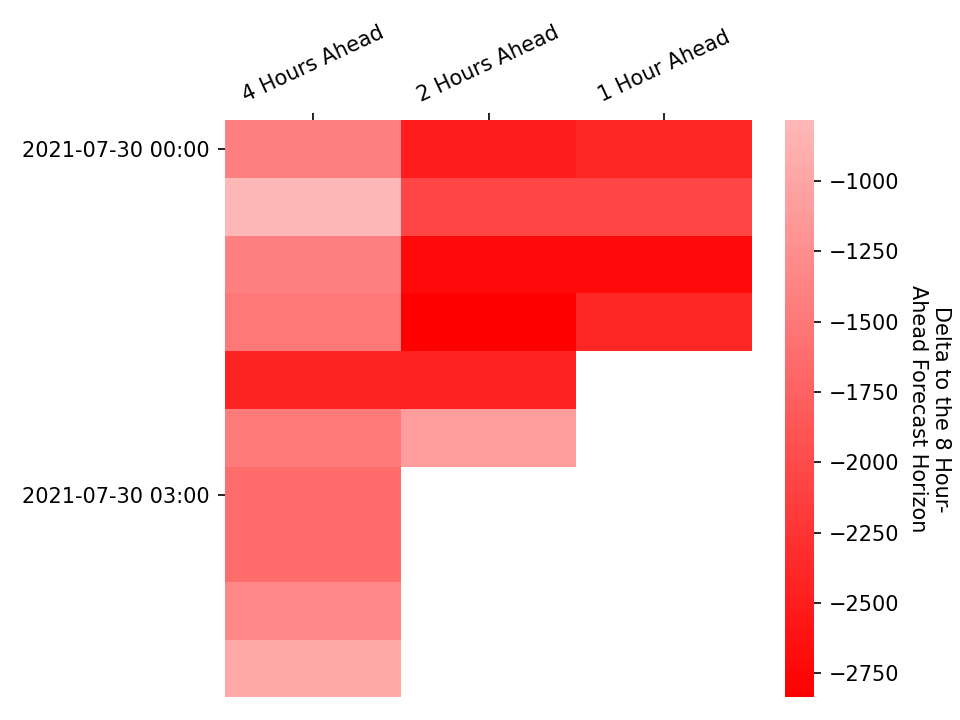 4 Hours Ahead
2 Hours Ahead
1 Hour Ahead
2021-07-30 00:00
2021-07-30 03:00
−1000
−1250
−1500
−1750
−2000
−2250
−2500
−2750
Delta to the 8 Hour-
Ahead Forecast Horizon